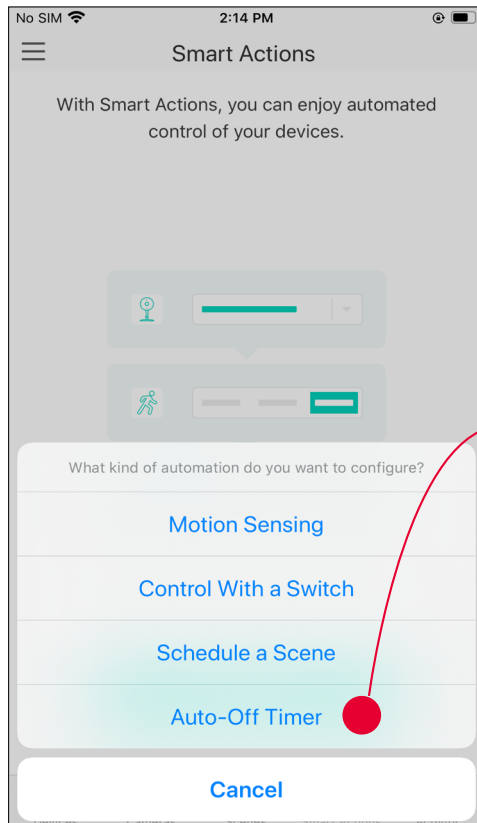 No SIM 2:14 PM
Smart Actions
With Smart Actions, you can enjoy automated
control of your devices.
What kind of automation do you want to configure?
Motion Sensing
Control With a Switch
Schedule a Scene
Auto-Off Timer
Cancel